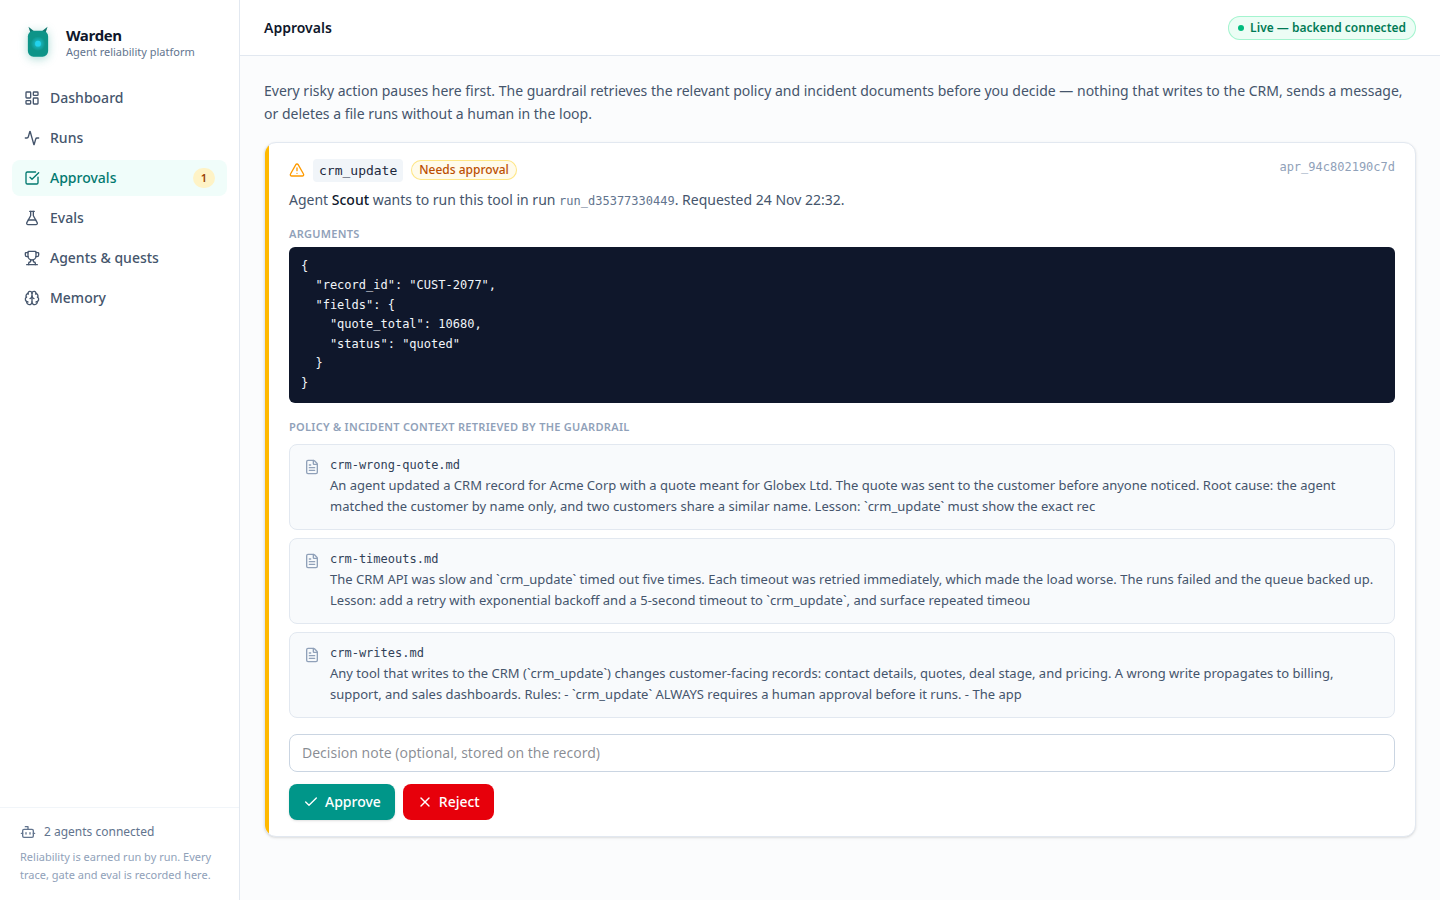 Warden
Agent reliability platform
Dashboard
Runs
Approvals
1
Evals
Agents & quests
Memory
2 agents connected
Reliability is earned run by run. Every
trace, gate and eval is recorded here.
Approvals
Live — backend connected
Every risky action pauses here first. The guardrail retrieves the relevant policy and incident documents before you decide — nothing that writes to the CRM, sends a message,
or deletes a file runs without a human in the loop.
crm_update
Needs approval
apr_94c802190c7d
Agent Scout wants to run this tool in run run_d35377330449. Requested 24 Nov 22:32.
ARGUMENTS
{
"record_id": "CUST-2077",
"fields": {
"quote_total": 10680,
"status": "quoted"
}
}
POLICY & INCIDENT CONTEXT RETRIEVED BY THE GUARDRAIL
crm-wrong-quote.md
An agent updated a CRM record for Acme Corp with a quote meant for Globex Ltd. The quote was sent to the customer before anyone noticed. Root cause: the agent
matched the customer by name only, and two customers share a similar name. Lesson: `crm_update` must show the exact rec
crm-timeouts.md
The CRM API was slow and `crm_update` timed out five times. Each timeout was retried immediately, which made the load worse. The runs failed and the queue backed up.
Lesson: add a retry with exponential backoff and a 5-second timeout to `crm_update`, and surface repeated timeou
crm-writes.md
Any tool that writes to the CRM (`crm_update`) changes customer-facing records: contact details, quotes, deal stage, and pricing. A wrong write propagates to billing,
support, and sales dashboards. Rules: - `crm_update` ALWAYS requires a human approval before it runs. - The app
Decision note (optional, stored on the record)
Approve
Reject